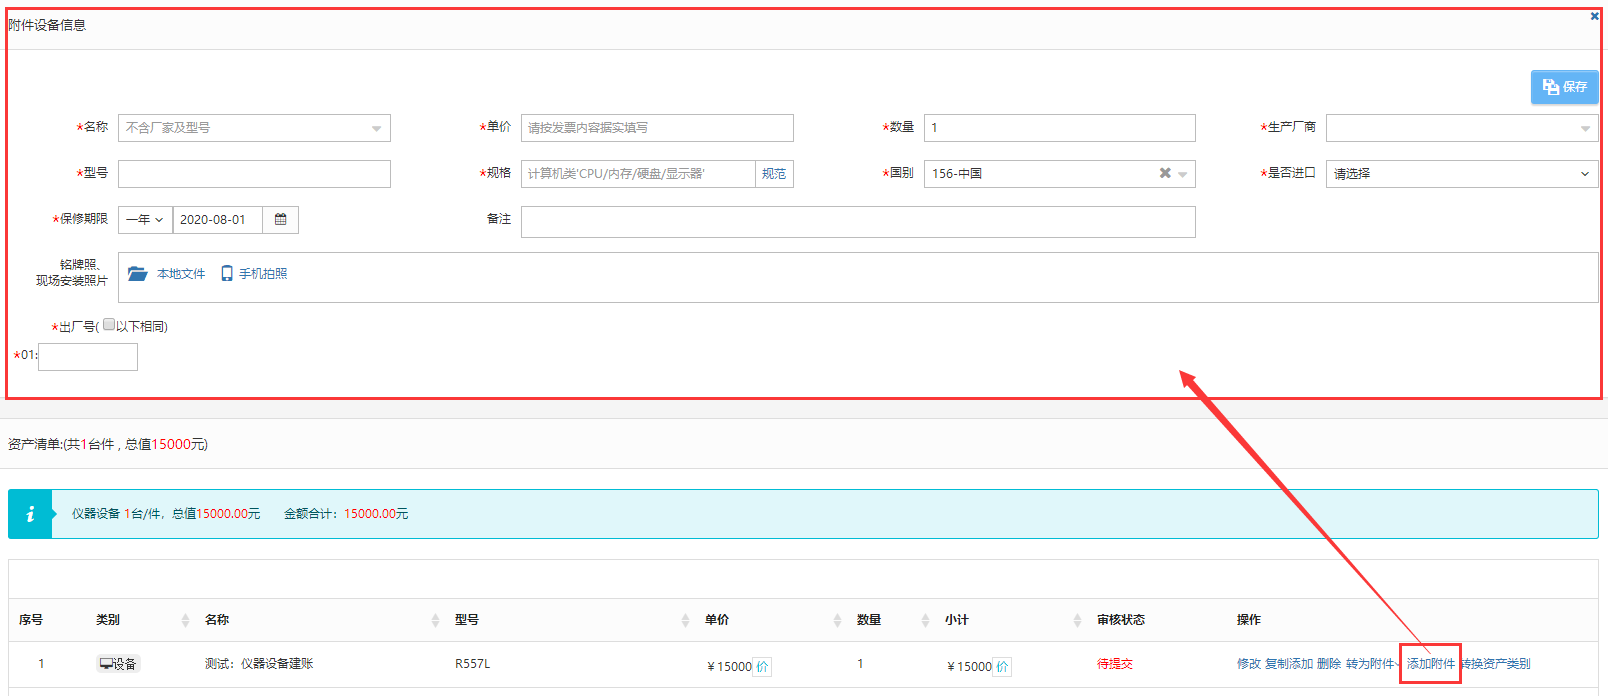 附件设备信息
保存
*名称 不含厂家及型号 *单价 请按发票内容据实填写 *数量 1 *生产厂商
*型号 *规格 计算机类'CPU/内存/硬盘/显示器' 规范 *国别 156-中国 *是否进口 请选择
*保修期限 一年 2020-08-01 备注
铭牌照、
现场安装照片
本地文件 手机拍照
*出厂号(以下相同)
*01:
资产清单:(共1台件 , 总值15000元)
仪器设备 1台/件，总值15000.00元 金额合计：15000.00元
序号 类别 名称 型号 单价 数量 小计 审核状态 操作
1 设备 测试：仪器设备建账 R557L ￥15000 价 1 ￥15000 价 待提交 修改 复制添加 删除 转为附件 添加附件 转换资产类别